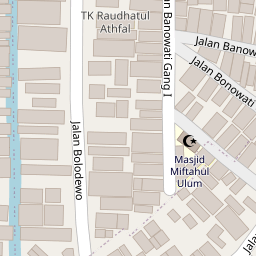 TK Raudhatul
Athfal
Jalan Banowati Gang I
Jalan Banow
Jalan Bonowati
Jalan Bolodewo
Masjid
Miftahul
Ulum